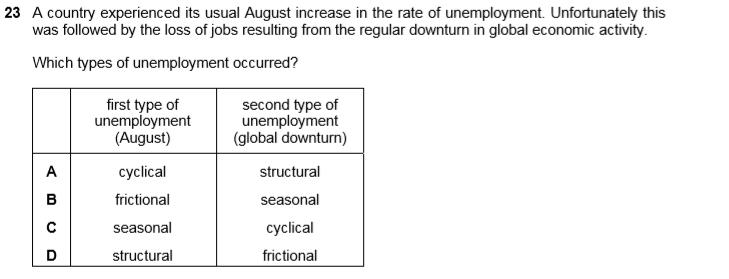 23 A country experienced its usual August increase in the rate of unemployment. Unfortunately this
was followed by the loss of jobs resulting from the regular downturn in global economic activity.
Which types of unemployment occurred?
first type of unemployment (August) second type of unemployment (global downturn)
A cyclical structural
B frictional seasonal
C seasonal cyclical
D structural frictional